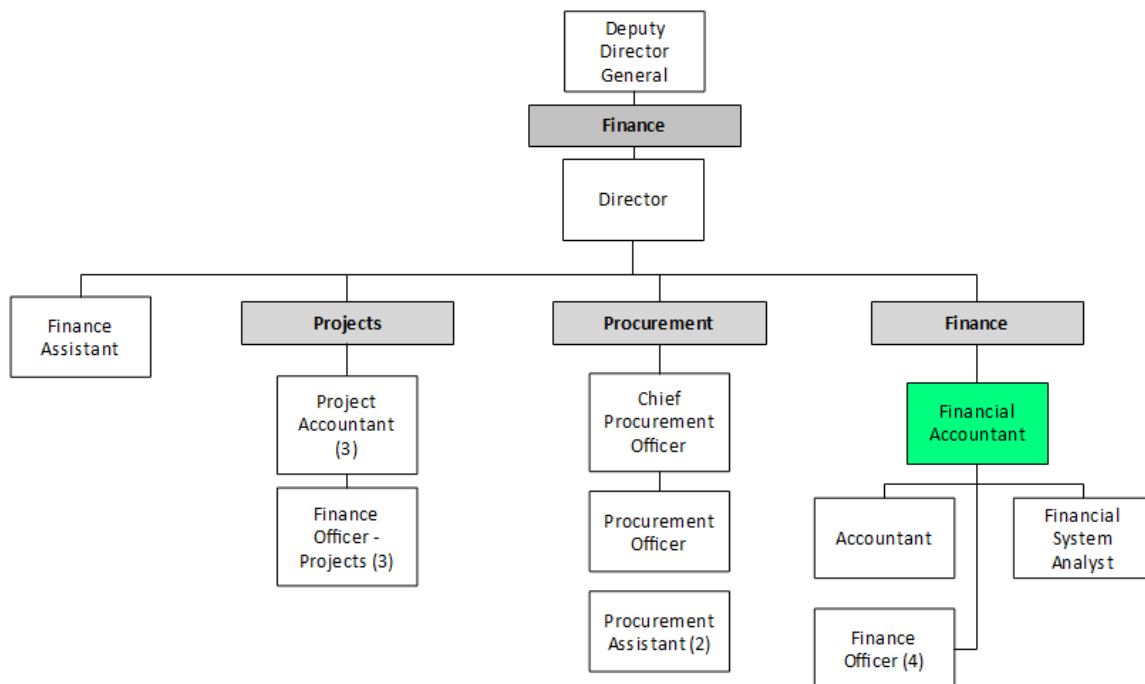 Deputy
Director
General
Finance
Director
Finance
Assistant
Projects
Project
Accountant
(3)
Finance
Officer -
Projects (3)
Procurement
Chief
Procurement
Officer
Procurement
Officer
Procurement
Assistant (2)
Finance
Financial
Accountant
Accountant
Financial
System
Analyst
Finance
Officer (4)